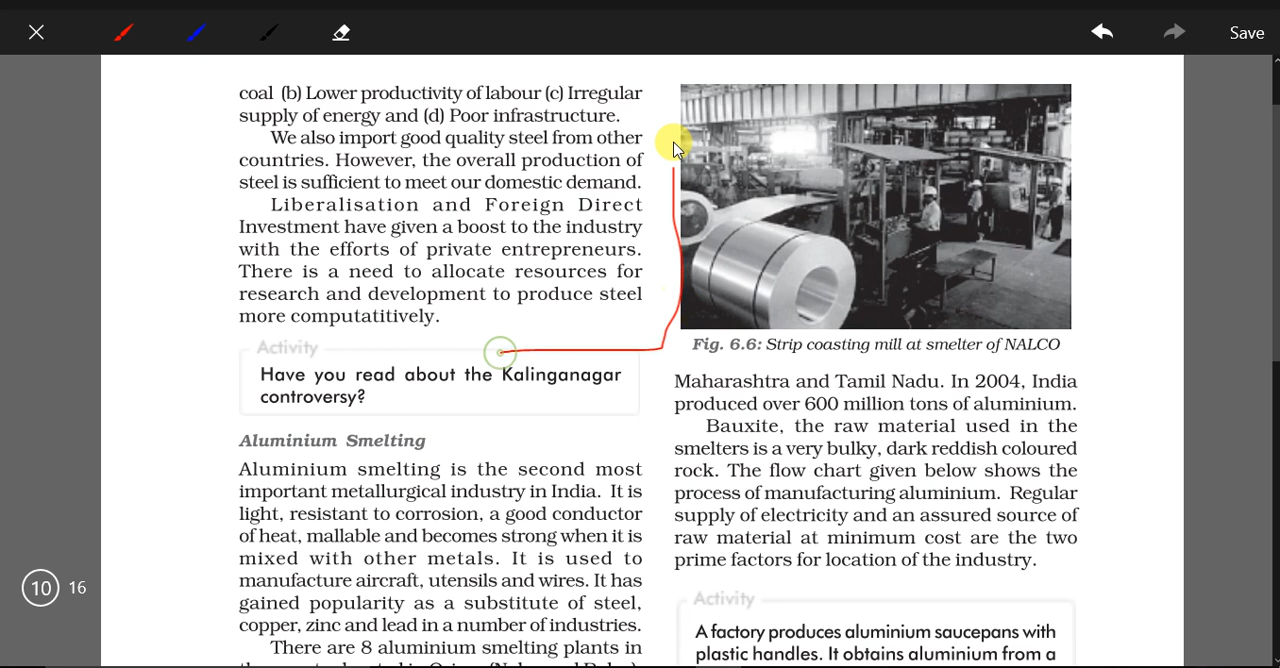 Save
coal (b) Lower productivity of labour (c) Irregular
supply of energy and (d) Poor infrastructure.
We also import good quality steel from other
countries. However, the overall production of
steel is sufficient to meet our domestic demand.
Liberalisation and Foreign Direct
Investment have given a boost to the industry
with the efforts of private entrepreneurs.
There is a need to allocate resources for
research and development to produce steel
more computatitively.
Activity
Have you read about the Kalinganagar
controversy?
Aluminium Smelting
Aluminium smelting is the second most
important metallurgical industry in India. It is
light, resistant to corrosion, a good conductor
of heat, mallable and becomes strong when it is
mixed with other metals. It is used to
manufacture aircraft, utensils and wires. It has
gained popularity as a substitute of steel,
copper, zinc and lead in a number of industries.
There are 8 aluminium smelting plants in
Fig. 6.6: Strip coasting mill at smelter of NALCO
Maharashtra and Tamil Nadu. In 2004, India
produced over 600 million tons of aluminium.
Bauxite, the raw material used in the
smelters is a very bulky, dark reddish coloured
rock. The flow chart given below shows the
process of manufacturing aluminium. Regular
supply of electricity and an assured source of
raw material at minimum cost are the two
prime factors for location of the industry.
Activity
A factory produces aluminium saucepans with
plastic handles. It obtains aluminium from a
10 16